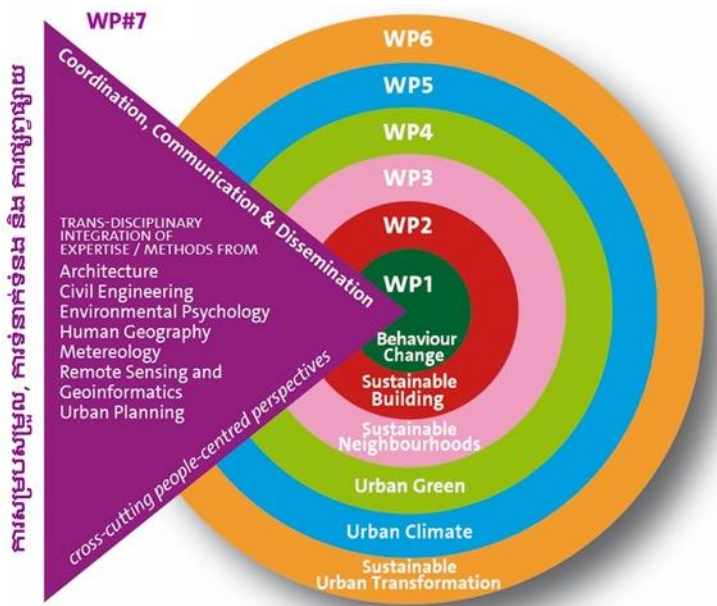 WP#7
ការសម្របសម្រួល, ការទំនាក់ទំនង និង ការផ្សព្វផ្សាយ
Coordination, Communication & Dissemination
TRANS-DISCIPLINARY
INTEGRATION OF
EXPERTISE / METHODS FROM
Architecture
Civil Engineering
Environmental Psychology
Human Geography
Metereology
Remote Sensing and
Geoinformatics
Urban Planning
cross-cutting people-centred perspectives
WP6
WP5
WP4
WP3
WP2
WP1
Behaviour
Change
Sustainable
Building
Sustainable
Neighbourhoods
Urban Green
Urban Climate
Sustainable
Urban Transformation